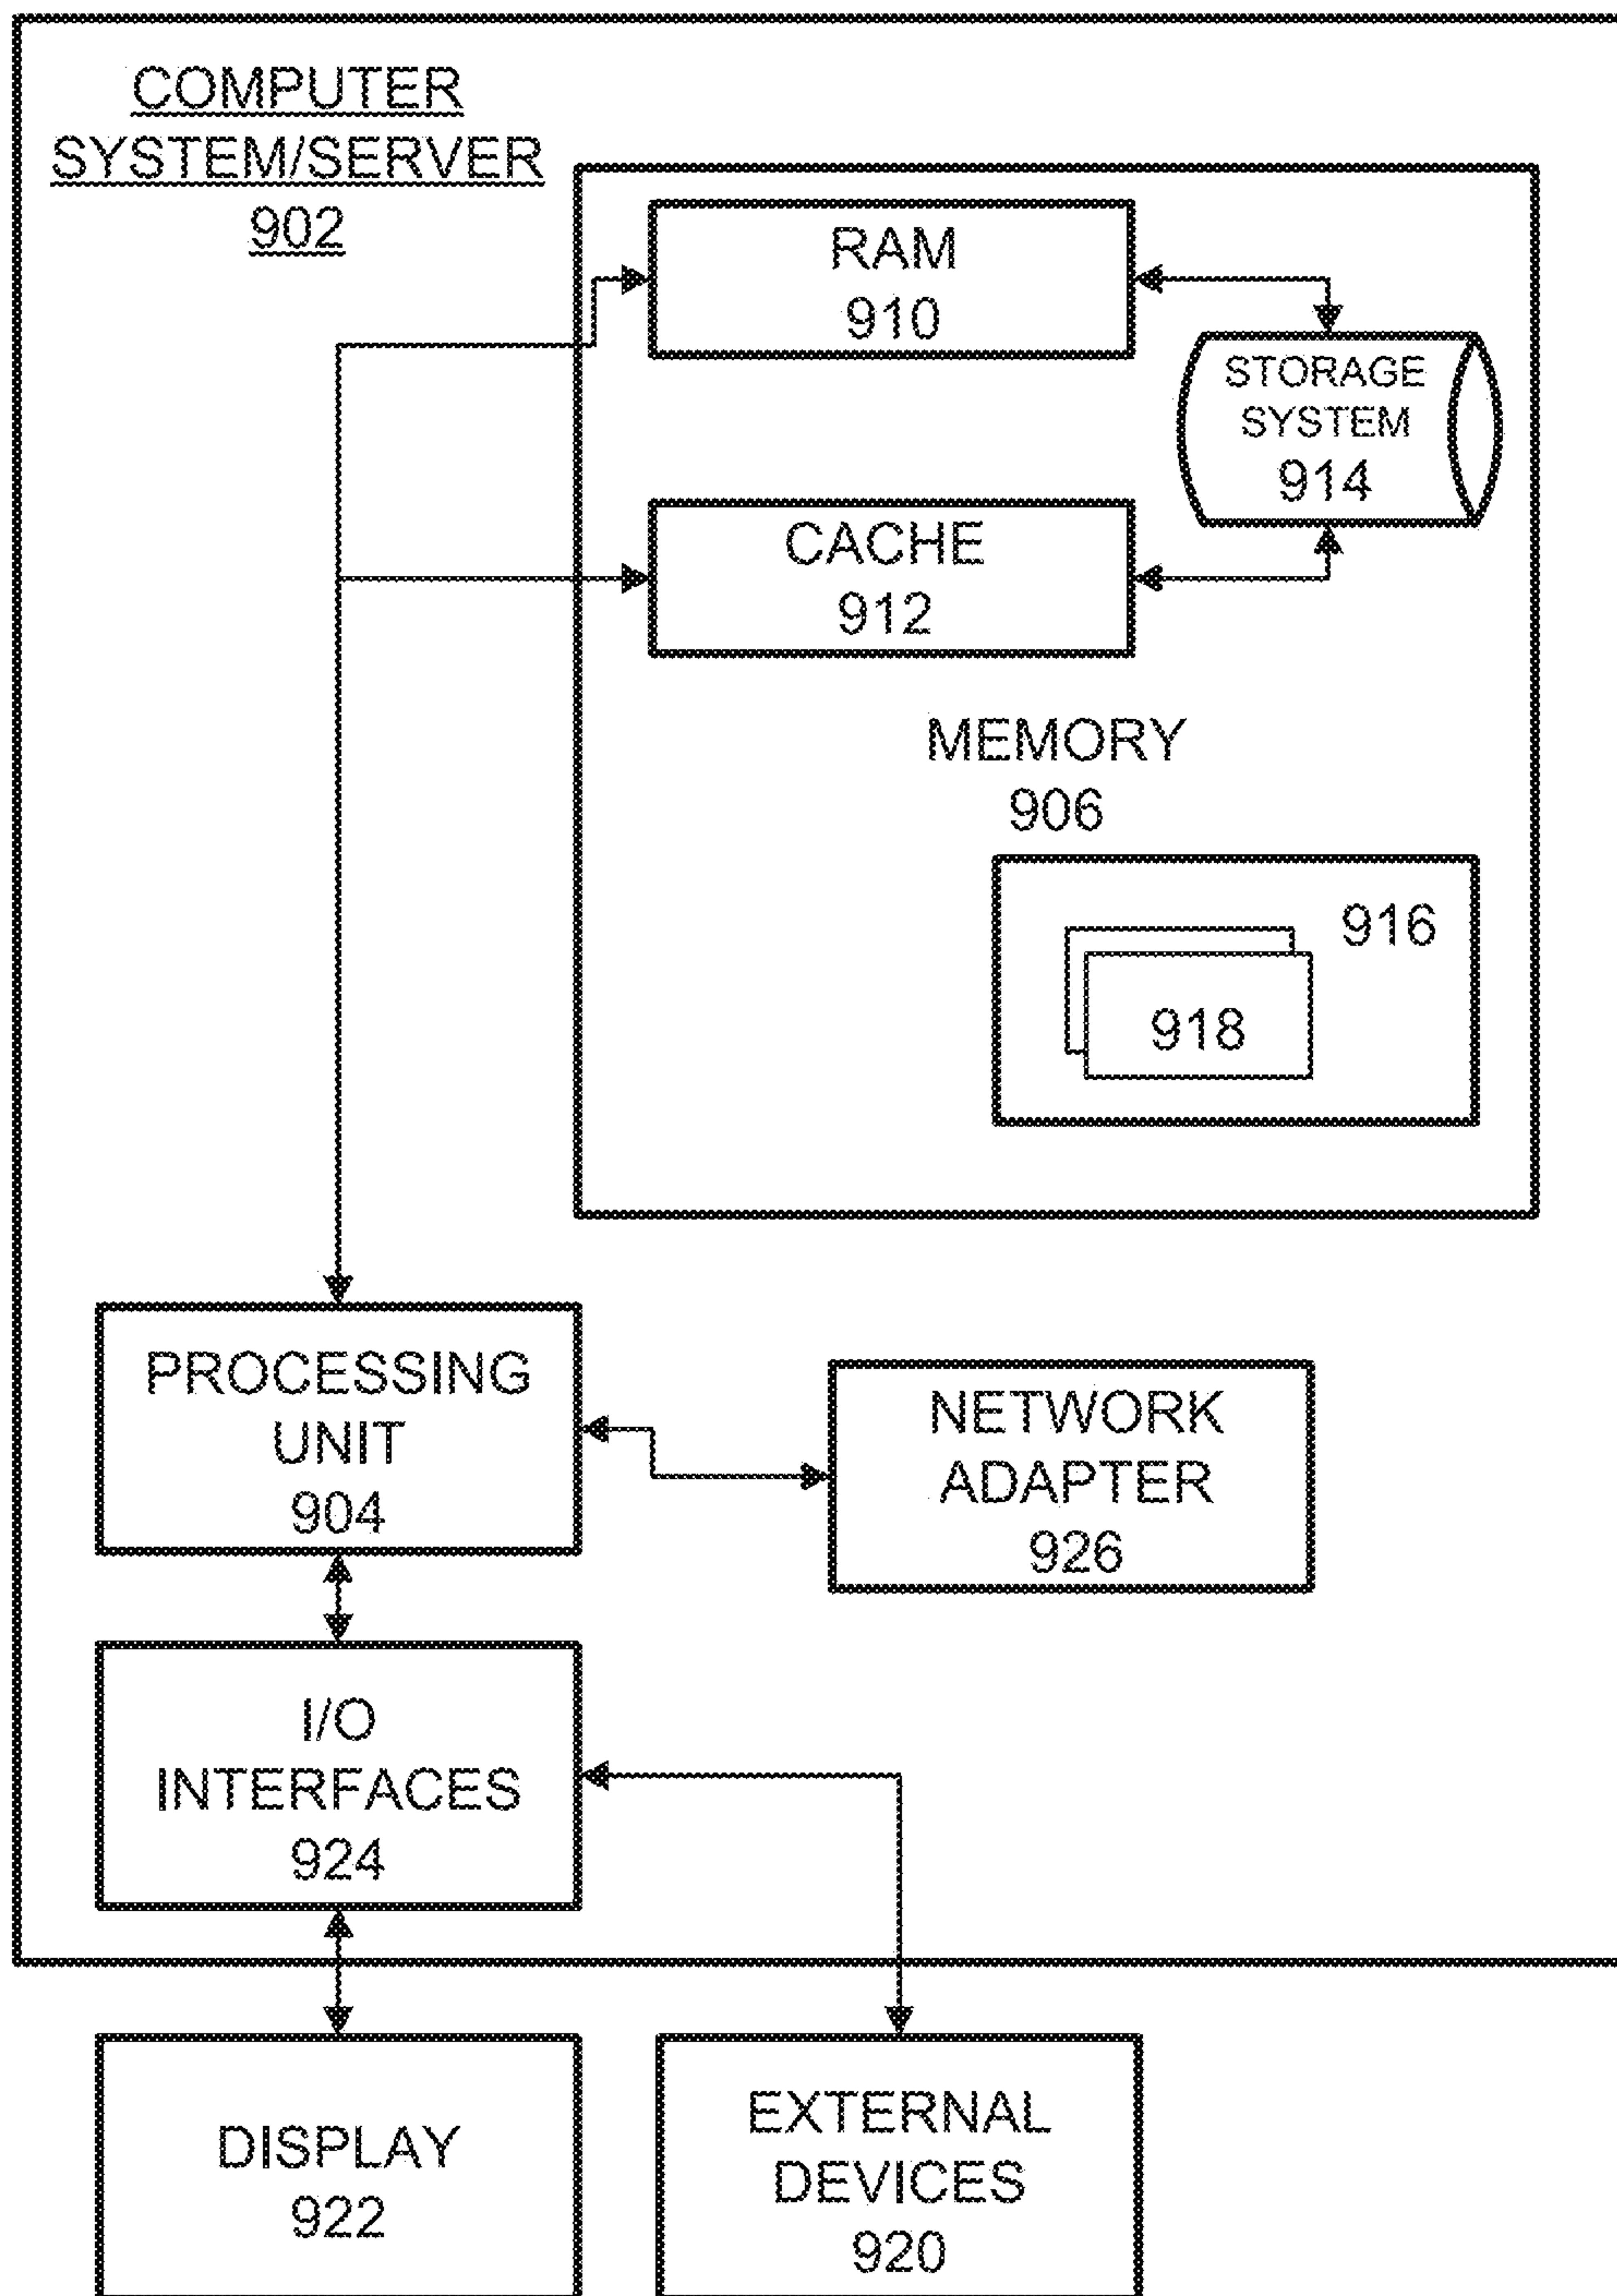 COMPUTER
SYSTEM/SERVER
902
RAM
910
STORAGE
SYSTEM
914
CACHE
912
MEMORY
906
916
918
PROCESSING
UNIT
904
NETWORK
ADAPTER
926
I/O
INTERFACES
924
DISPLAY
922
EXTERNAL
DEVICES
920